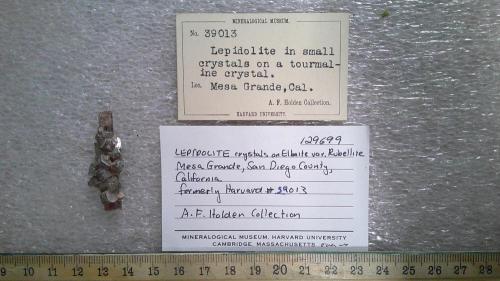 MINERALOGICAL MUSEUM.
No. 39013
Lepidolite in small
crystals on a tourmal-
ine crystal.
Loc. Mesa Grande, Cal.
A. F. Holden Collection.
HARVARD UNIVERSITY.
129699
LEPIDOLITE crystals on Elbaite var. Rubellite
Mesa Grande, San Diego County,
California
formerly Harvard # 39013
A.F. Holden Collection
MINERALOGICAL MUSEUM, HARVARD UNIVERSITY
CAMBRIDGE, MASSACHUSETTS
9 10 11 12 13 14 15 16 17 18 19 20 21 22 23 24 25 26 27 28